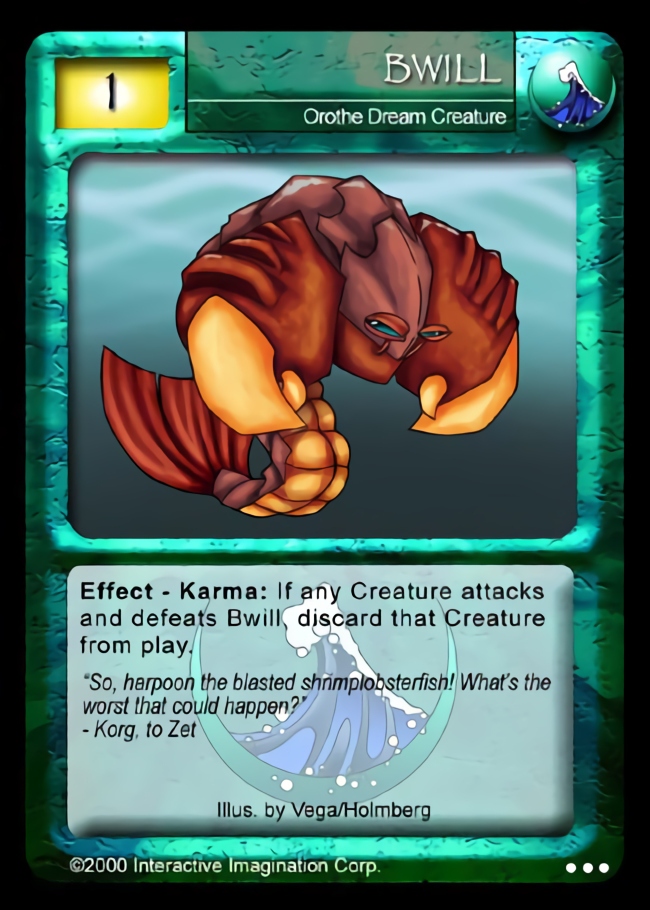 1
BWILL
Orothe Dream Creature
Effect - Karma: If any Creature attacks
and defeats Bwill, discard that Creature
from play.
"So, harpoon the blasted shrimplobsterfish! What's the
worst that could happen?"
- Korg, to Zet
Illus. by Vega/Holmberg
©2000 Interactive Imagination Corp.